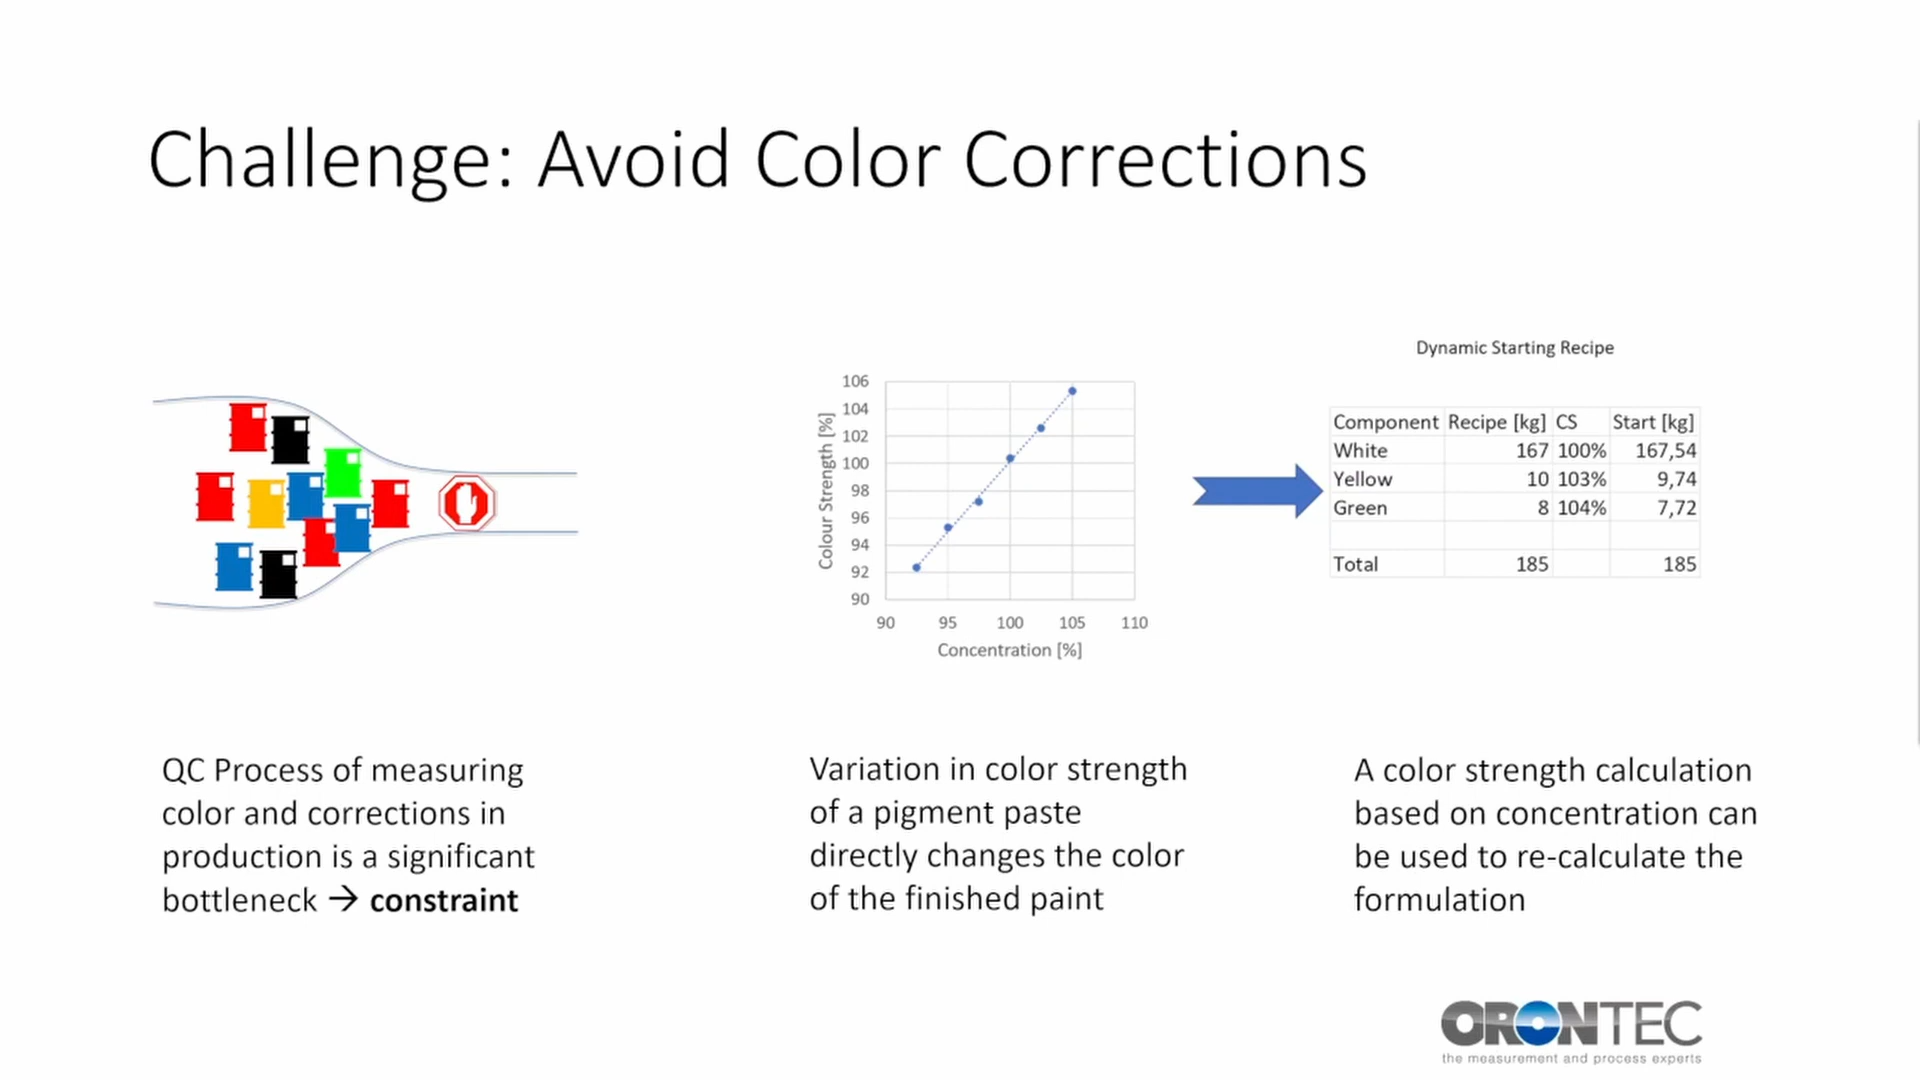 Challenge: Avoid Color Corrections
106
104
102
100
98
96
94
92
90
Colour Strength [%]
90 95 100 105 110
Concentration [%]
Dynamic Starting Recipe
Component Recipe [kg] CS Start [kg]
White 167 100% 167,54
Yellow 10 103% 9,74
Green 8 104% 7,72
Total 185 185
QC Process of measuring
color and corrections in
production is a significant
bottleneck → constraint
Variation in color strength
of a pigment paste
directly changes the color
of the finished paint
A color strength calculation
based on concentration can
be used to re-calculate the
formulation
ORONTEC
the measurement and process experts